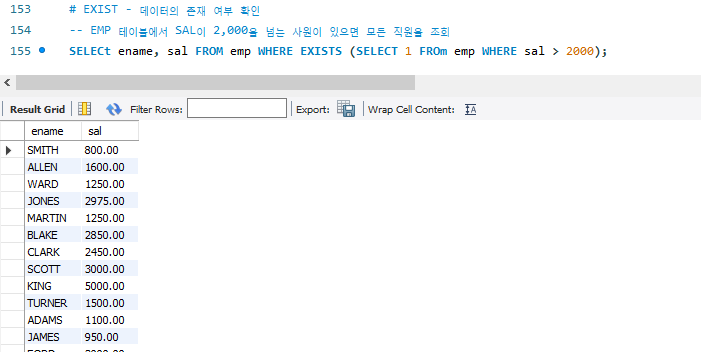 153 # EXIST - 데이터의 존재 여부 확인
154 -- EMP 테이블에서 SAL이 2,000을 넘는 사원이 있으면 모든 직원을 조회
155 SELECt ename, sal FROM emp WHERE EXISTS (SELECT 1 FROm emp WHERE sal > 2000);
Result Grid Filter Rows: Export: Wrap Cell Content: IA
ename sal
SMITH 800.00
ALLEN 1600.00
WARD 1250.00
JONES 2975.00
MARTIN 1250.00
BLAKE 2850.00
CLARK 2450.00
SCOTT 3000.00
KING 5000.00
TURNER 1500.00
ADAMS 1100.00
JAMES 950.00